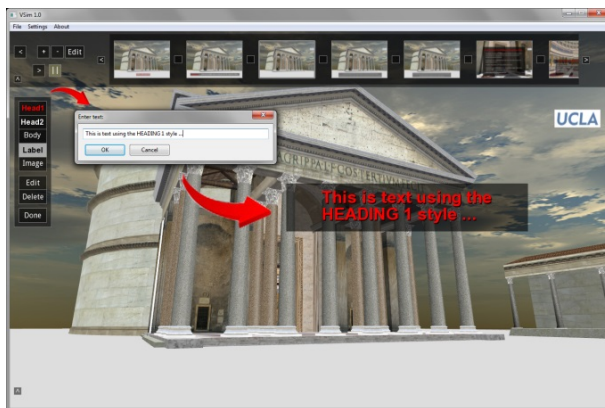 VSim 1.0
File Settings About
< + - Edit
> ||
Head1
Head2
Body
Label
Image
Edit
Delete
Done
Enter text:
This is text using the HEADING 1 style ...
OK Cancel
UCLA
This is text using the
HEADING 1 style ...